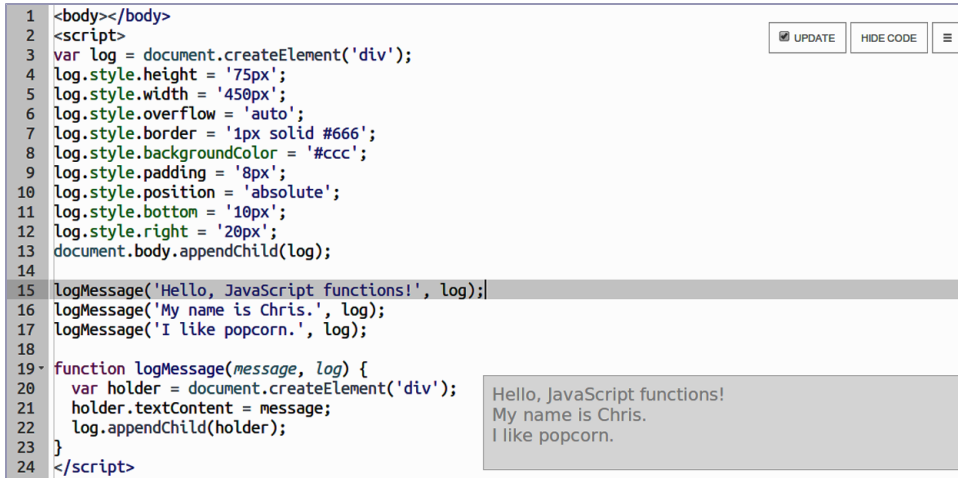 1 <body></body>
2 <script>
3 var log = document.createElement('div');
4 log.style.height = '75px';
5 log.style.width = '450px';
6 log.style.overflow = 'auto';
7 log.style.border = '1px solid #666';
8 log.style.backgroundColor = '#ccc';
9 log.style.padding = '8px';
10 log.style.position = 'absolute';
11 log.style.bottom = '10px';
12 log.style.right = '20px';
13 document.body.appendChild(log);
14
15 logMessage('Hello, JavaScript functions!', log);
16 logMessage('My name is Chris.', log);
17 logMessage('I like popcorn.', log);
18
19 function logMessage(message, log) {
20   var holder = document.createElement('div');
21   holder.textContent = message;
22   log.appendChild(holder);
23 }
24 </script>
UPDATE HIDE CODE
Hello, JavaScript functions!
My name is Chris.
I like popcorn.